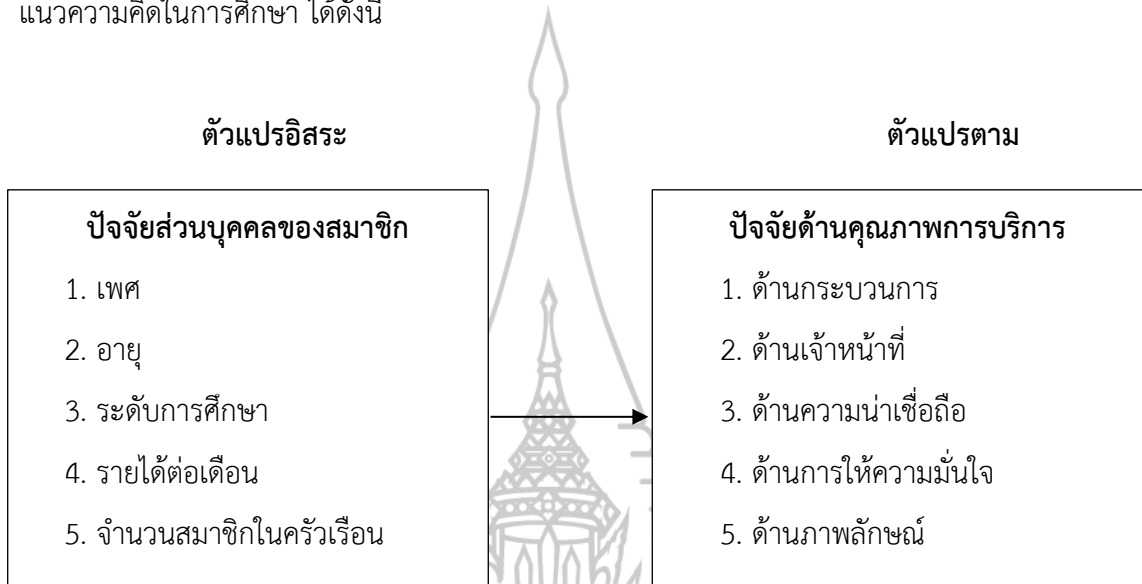 แนวความคิดในการศึกษา ได้ดังนี้
ตัวแปรอิสระ
ตัวแปรตาม
ปัจจัยส่วนบุคคลของสมาชิก
1. เพศ
2. อายุ
3. ระดับการศึกษา
4. รายได้ต่อเดือน
5. จำนวนสมาชิกในครัวเรือน
ปัจจัยด้านคุณภาพการบริการ
1. ด้านกระบวนการ
2. ด้านเจ้าหน้าที่
3. ด้านความน่าเชื่อถือ
4. ด้านการให้ความมั่นใจ
5. ด้านภาพลักษณ์